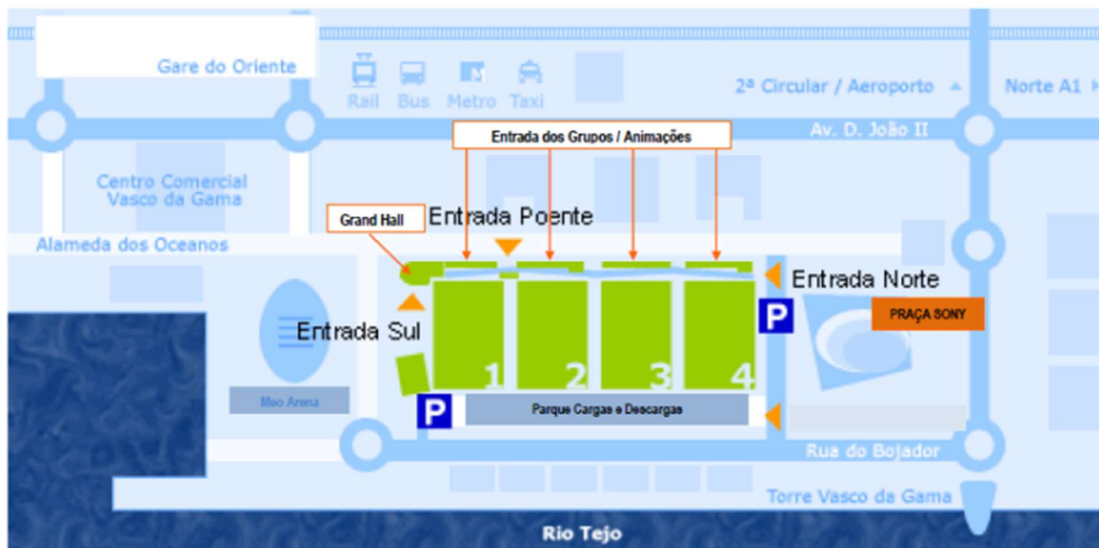 Gare do Oriente
Rail Bus Metro Taxi
M
2ª Circular / Aeroporto
Norte A1
Av. D. João II
Entrada dos Grupos / Animações
Centro Comercial
Vasco da Gama
Grand Hall
Entrada Poente
Alameda dos Oceanos
Entrada Norte
Entrada Sul
P
PRAÇA SONY
1 2 3 4
Meo Arena
P
Parque Cargas e Descargas
Rua do Bojador
Torre Vasco da Gama
Rio Tejo